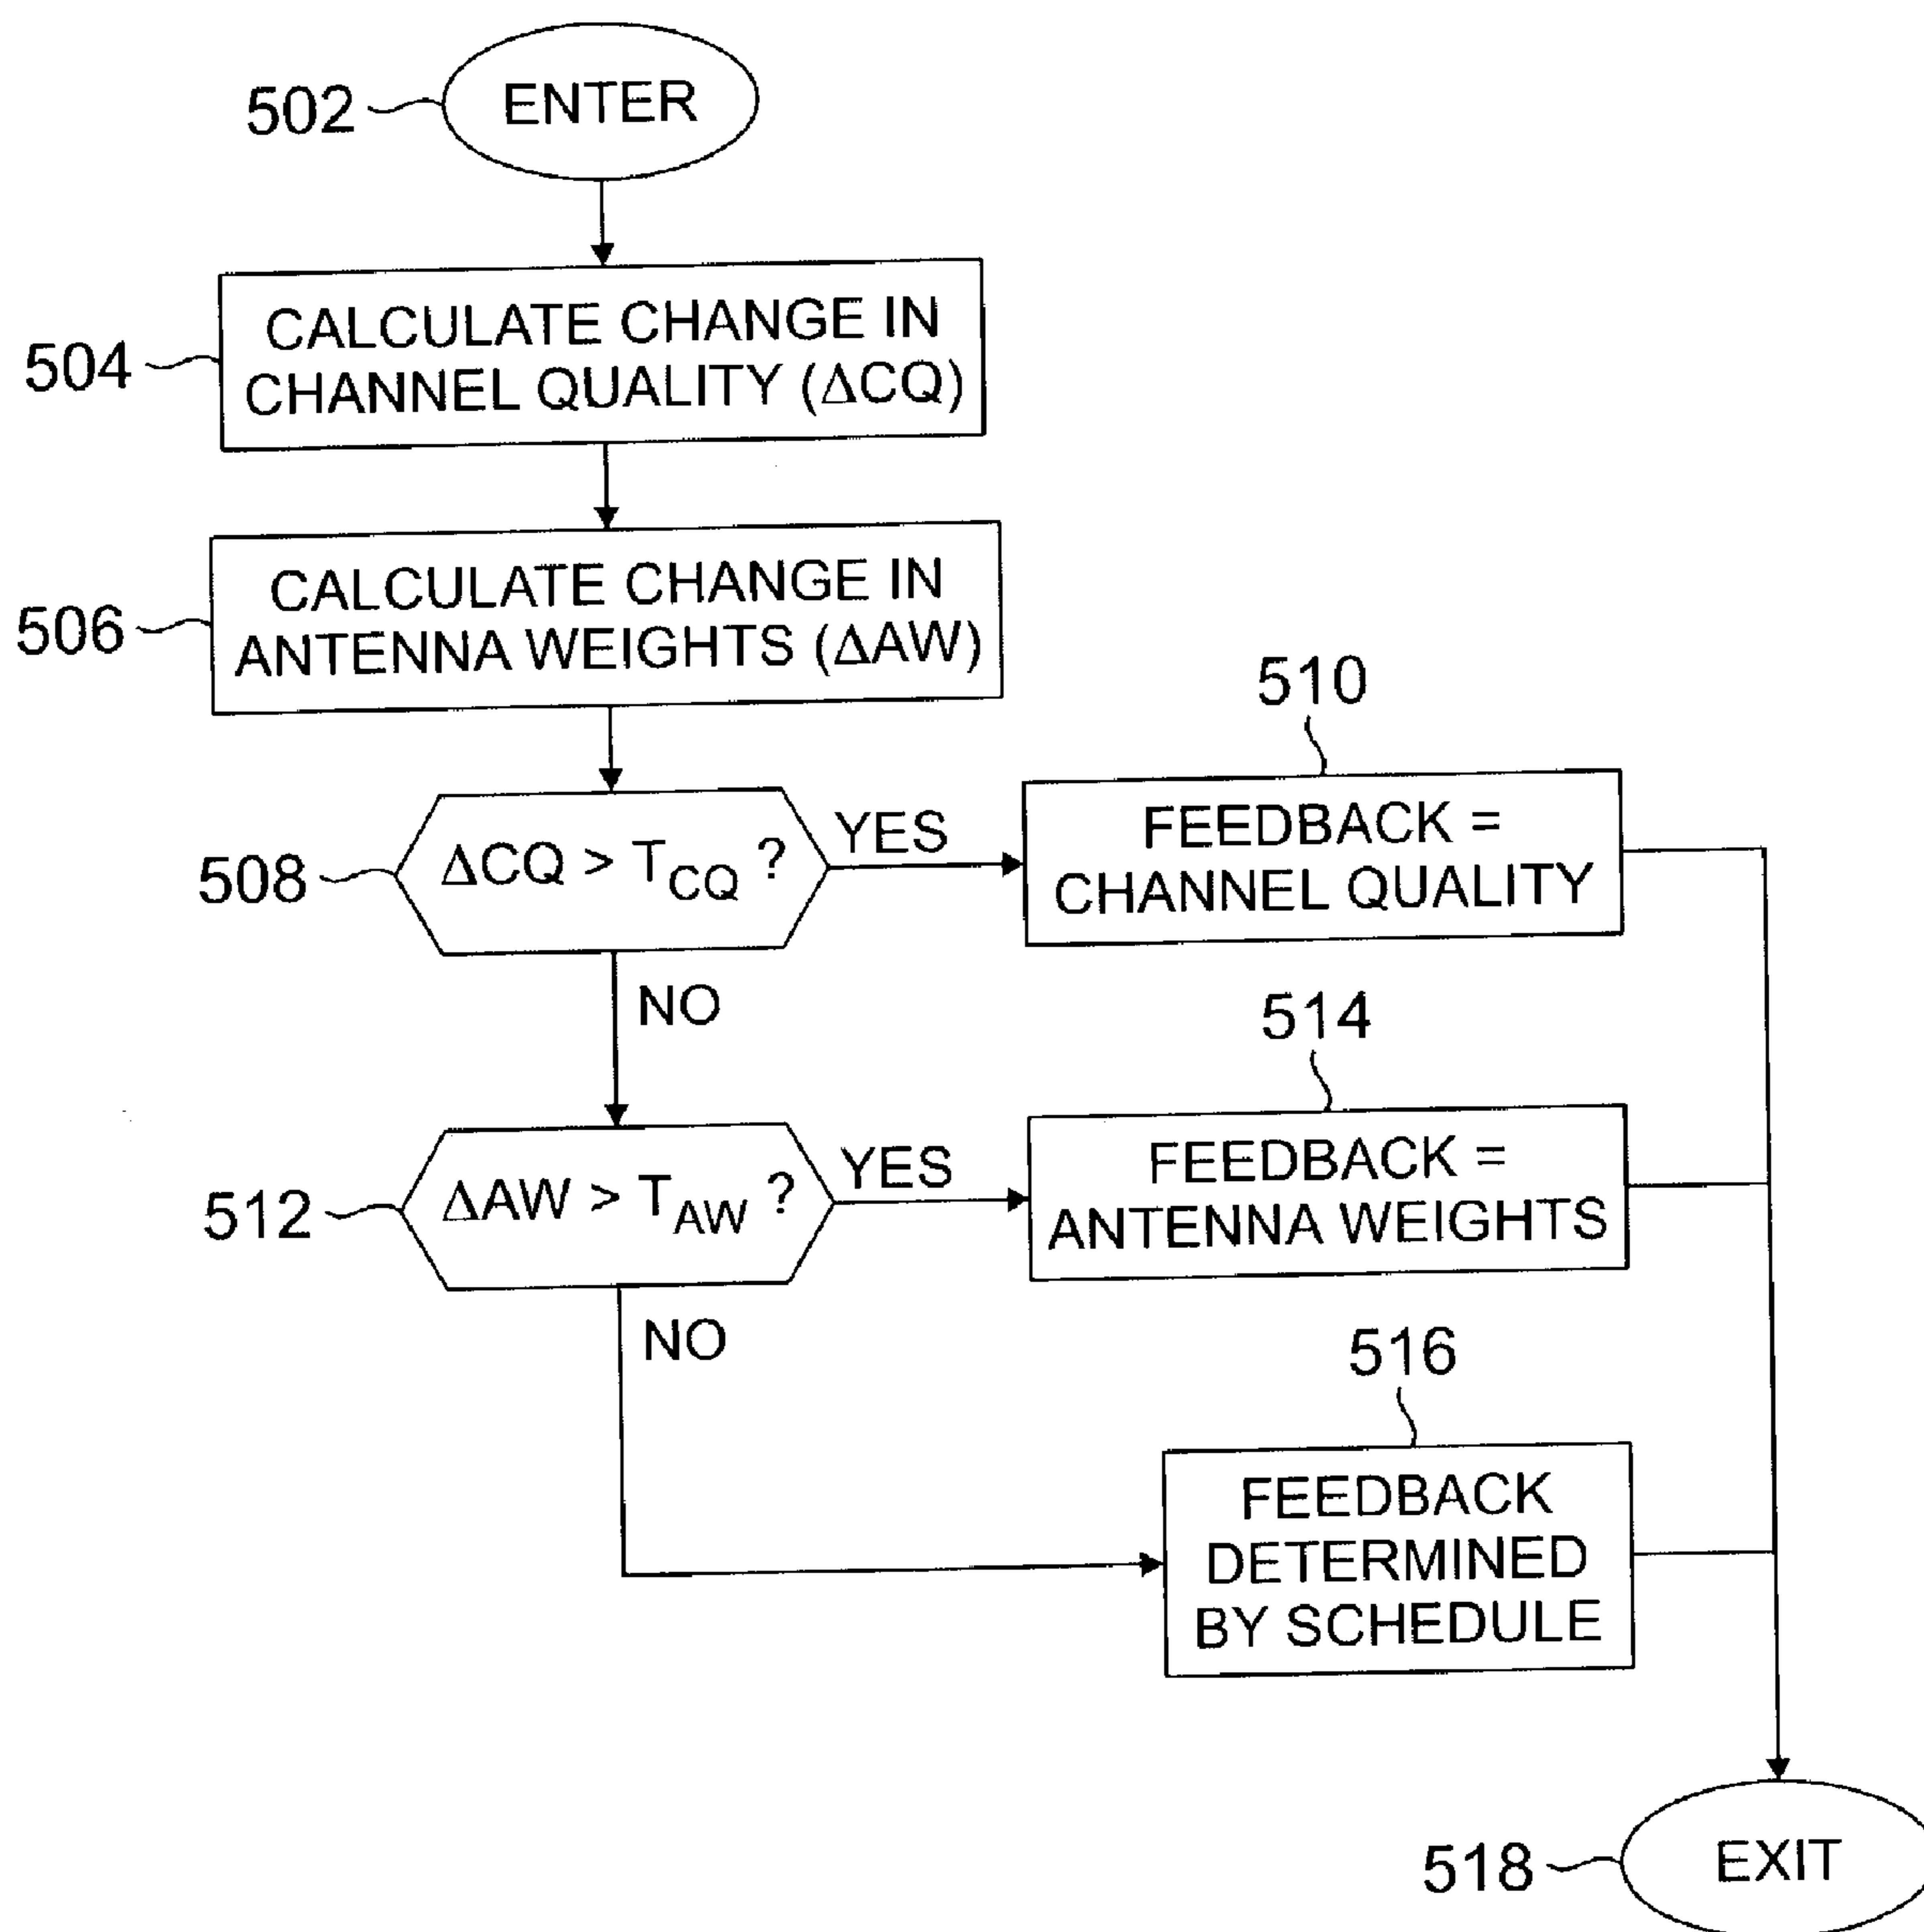 502
ENTER
504
CALCULATE CHANGE IN
CHANNEL QUALITY (ΔCQ)
506
CALCULATE CHANGE IN
ANTENNA WEIGHTS (ΔAW)
510
508
ΔCQ > TCQ ?
YES
FEEDBACK =
CHANNEL QUALITY
NO
514
512
ΔAW > TAW ?
YES
FEEDBACK =
ANTENNA WEIGHTS
NO
516
FEEDBACK
DETERMINED
BY SCHEDULE
518
EXIT